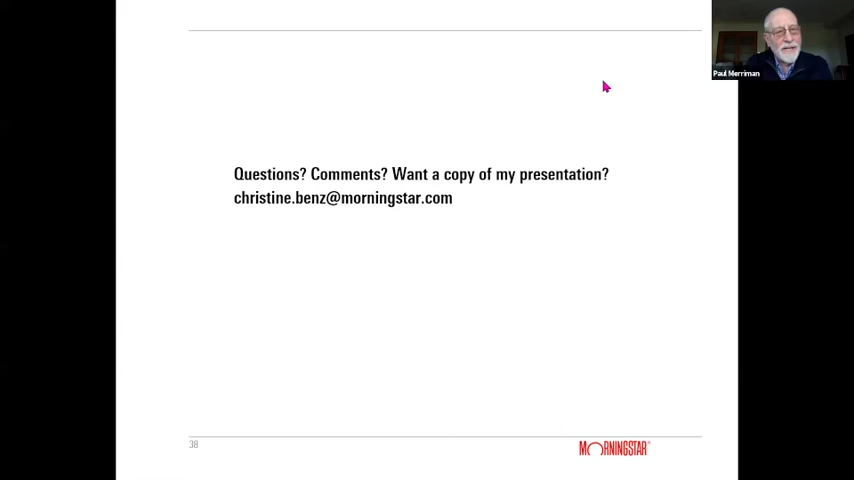 Paul Merriman
Questions? Comments? Want a copy of my presentation?
christine.benz@morningstar.com
38
MORNINGSTAR®